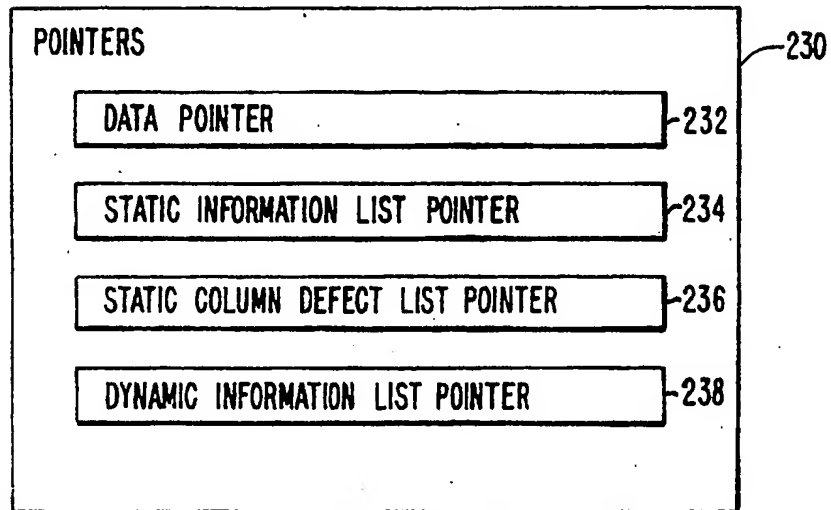 POINTERS
230
DATA POINTER
232
STATIC INFORMATION LIST POINTER
234
STATIC COLUMN DEFECT LIST POINTER
236
DYNAMIC INFORMATION LIST POINTER
238